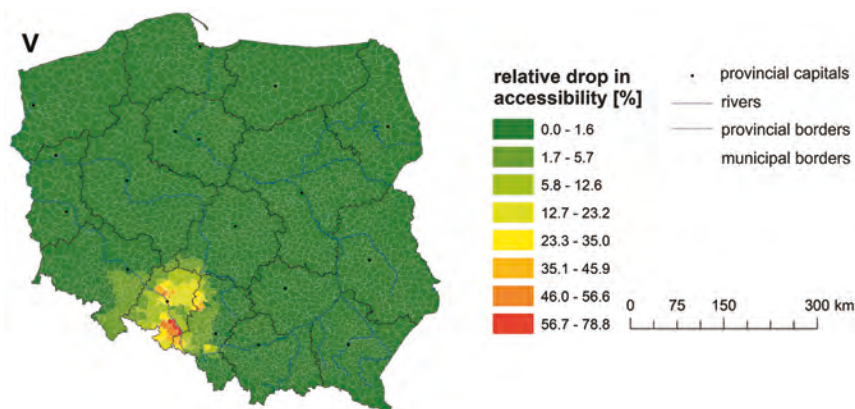 V
relative drop in
accessibility [%]
0.0 - 1.6
1.7 - 5.7
5.8 - 12.6
12.7 - 23.2
23.3 - 35.0
35.1 - 45.9
46.0 - 56.6
56.7 - 78.8
provincial capitals
rivers
provincial borders
municipal borders
0 75 150 300 km